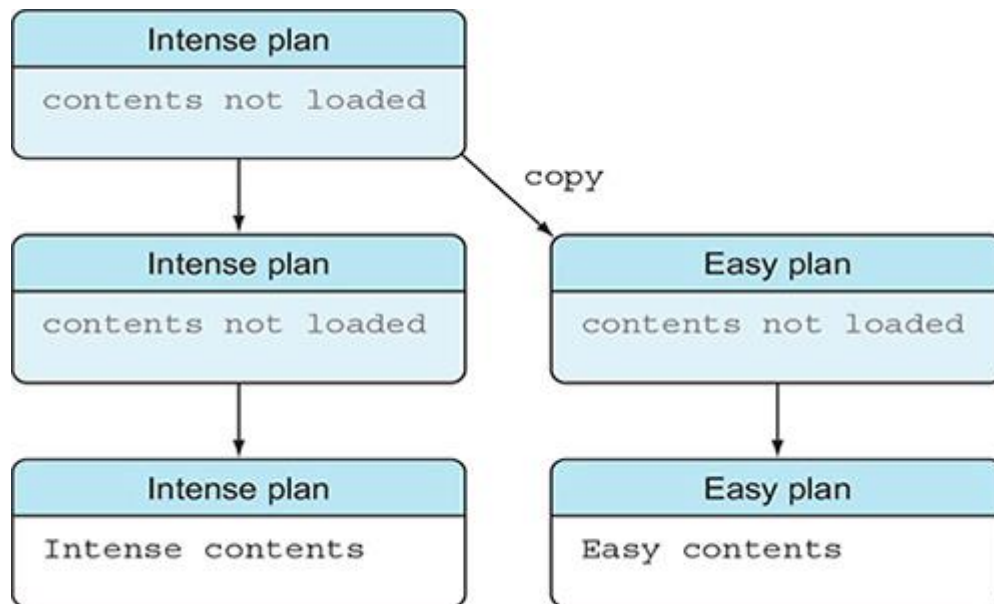 Intense plan
contents not loaded
copy
Intense plan
contents not loaded
Easy plan
contents not loaded
Intense plan
Intense contents
Easy plan
Easy contents